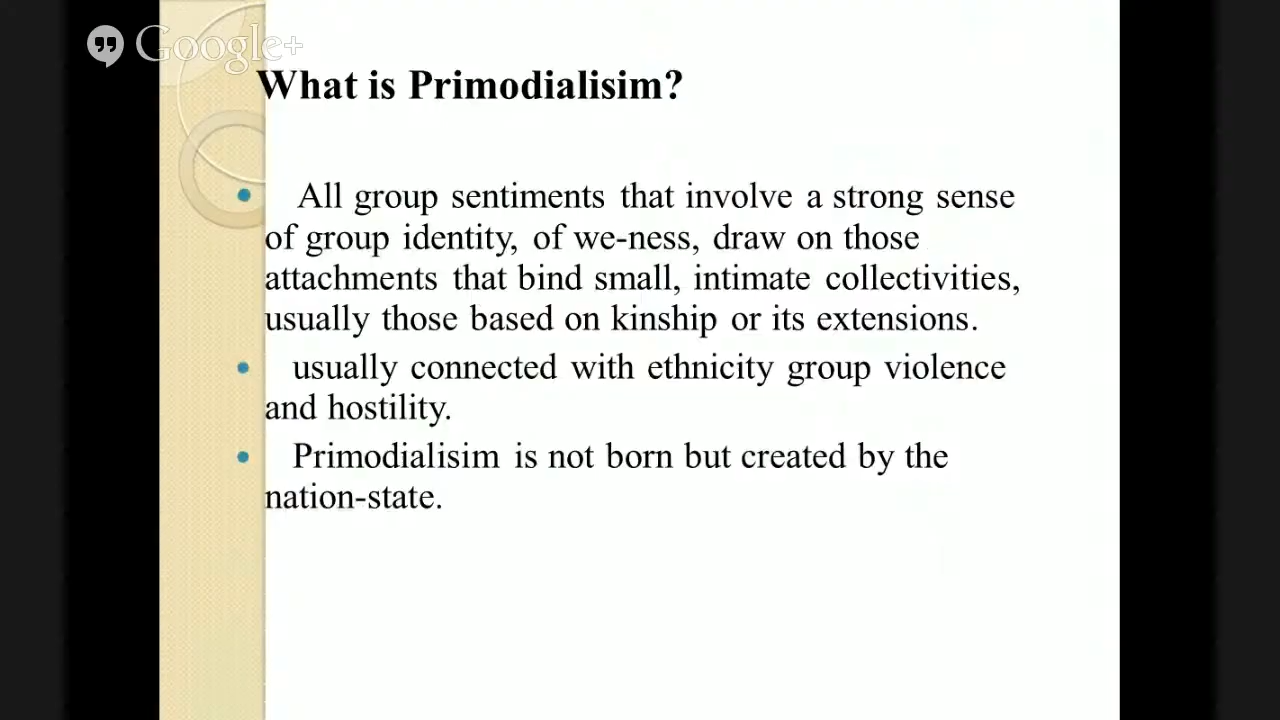 Google+
What is Primodialisim?
All group sentiments that involve a strong sense
of group identity, of we-ness, draw on those
attachments that bind small, intimate collectivities,
usually those based on kinship or its extensions.
usually connected with ethnicity group violence
and hostility.
Primodialisim is not born but created by the
nation-state.